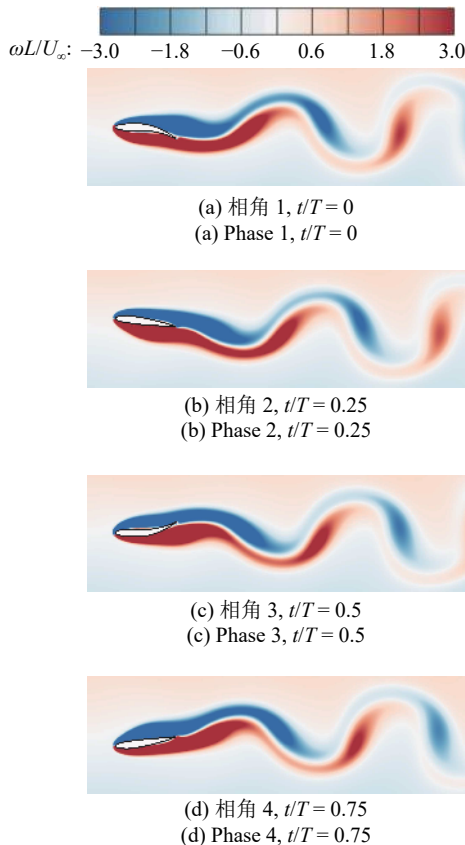 ωL/U∞: −3.0 −1.8 −0.6 0.6 1.8 3.0
(a) 相角 1, t/T = 0
(a) Phase 1, t/T = 0
(b) 相角 2, t/T = 0.25
(b) Phase 2, t/T = 0.25
(c) 相角 3, t/T = 0.5
(c) Phase 3, t/T = 0.5
(d) 相角 4, t/T = 0.75
(d) Phase 4, t/T = 0.75